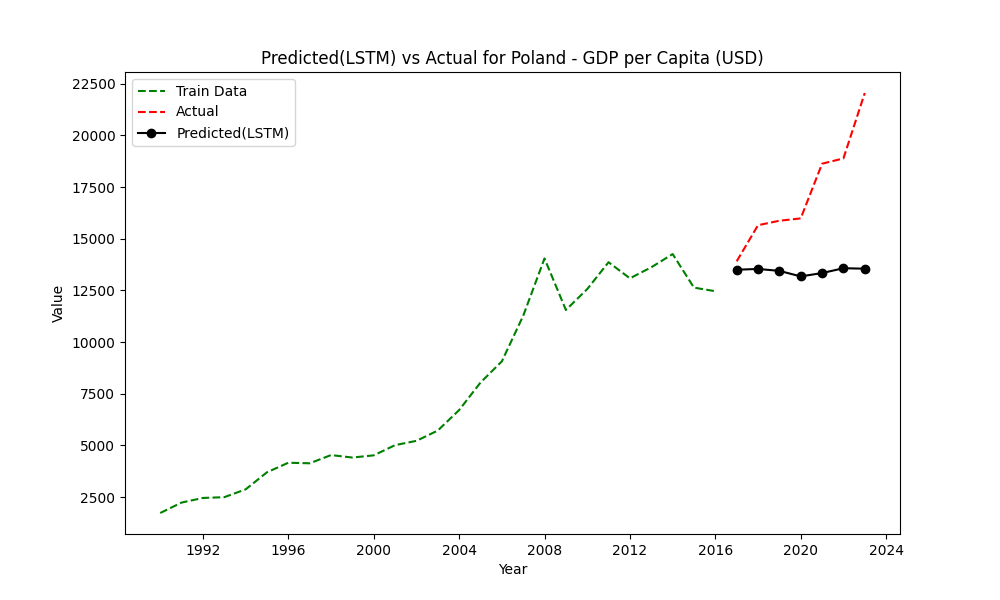 Predicted(LSTM) vs Actual for Poland - GDP per Capita (USD)
Train Data
Actual
Predicted(LSTM)
22500
20000
17500
15000
12500
10000
7500
5000
2500
Value
1992 1996 2000 2004 2008 2012 2016 2020 2024
Year